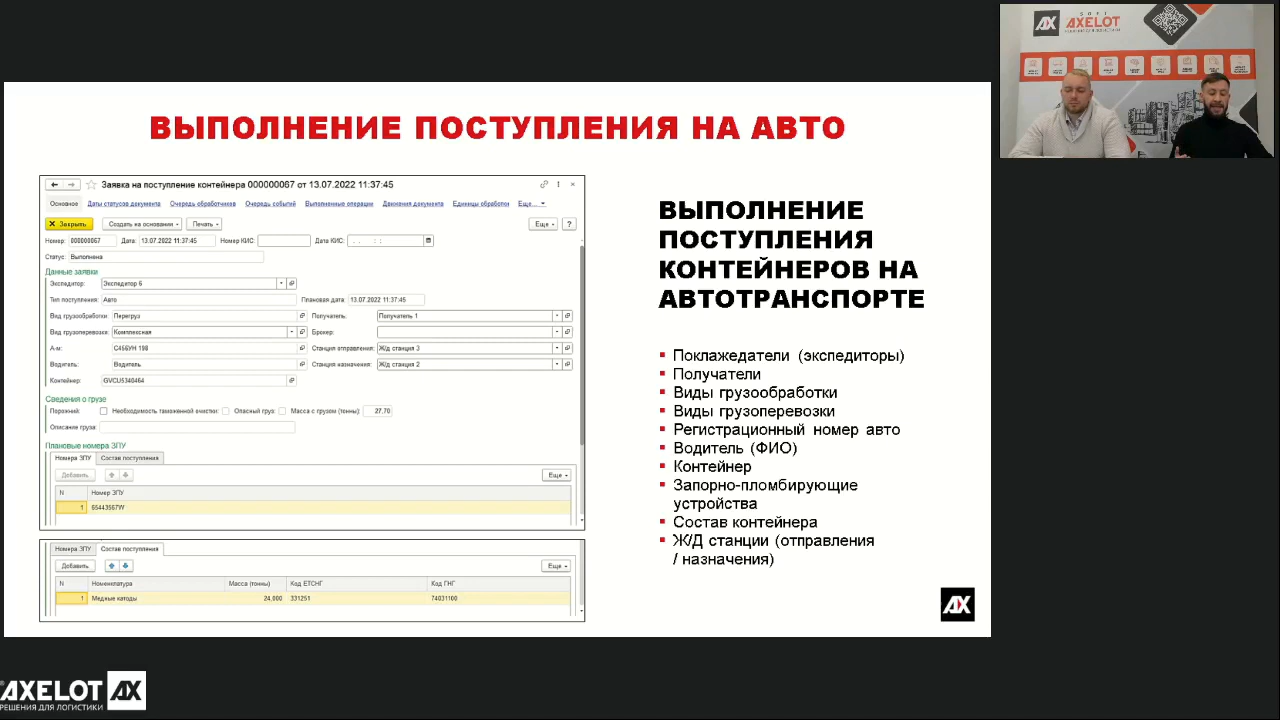 SOFT
AXELOT
РЕШЕНИЯ ДЛЯ ЛОГИСТИКИ
ВЫПОЛНЕНИЕ ПОСТУПЛЕНИЯ НА АВТО
Заявка на поступление контейнера 000000067 от 13.07.2022 11:37:45
Основное Даты статусов документа Очередь обработчиков Очередь событий Выполненные операции Движения документа Единицы обработки Еще...
Закрыть Создать на основании Печать Еще ?
Номер: 000000067 Дата: 13.07.2022 11:37:45 Номер КИС: Дата КИС: . . : :
Статус: Выполнена
Данные заявки
Экспедитор: Экспедитор 6
Тип поступления: Авто Плановая дата: 13.07.2022 11:37:45
Вид грузообработки: Перегруз Получатель: Получатель 1
Вид грузоперевозки: Комплексная Брокер:
А-м: С456УН 198 Станция отправления: Ж/д станция 3
Водитель: Водитель Станция назначения: Ж/д станция 2
Контейнер: GVCU5340464
Сведения о грузе
Порожний: Необходимость таможенной очистки: Опасный груз: Масса с грузом (тонны): 27,70
Описание груза:
Плановые номера ЗПУ
Номера ЗПУ Состав поступления
Добавить Еще
N Номер ЗПУ
1 65443567W
Номера ЗПУ Состав поступления
Добавить Еще
N Номенклатура Масса (тонны) Код ЕТСНГ Код ГНГ
1 Медные катоды 24,000 331251 74031100
ВЫПОЛНЕНИЕ
ПОСТУПЛЕНИЯ
КОНТЕЙНЕРОВ НА
АВТОТРАНСПОРТЕ
Поклажедатели (экспедиторы)
Получатели
Виды грузообработки
Виды грузоперевозки
Регистрационный номер авто
Водитель (ФИО)
Контейнер
Запорно-пломбирующие
устройства
Состав контейнера
Ж/Д станции (отправления
/ назначения)
AXELOT
РЕШЕНИЯ ДЛЯ ЛОГИСТИКИ